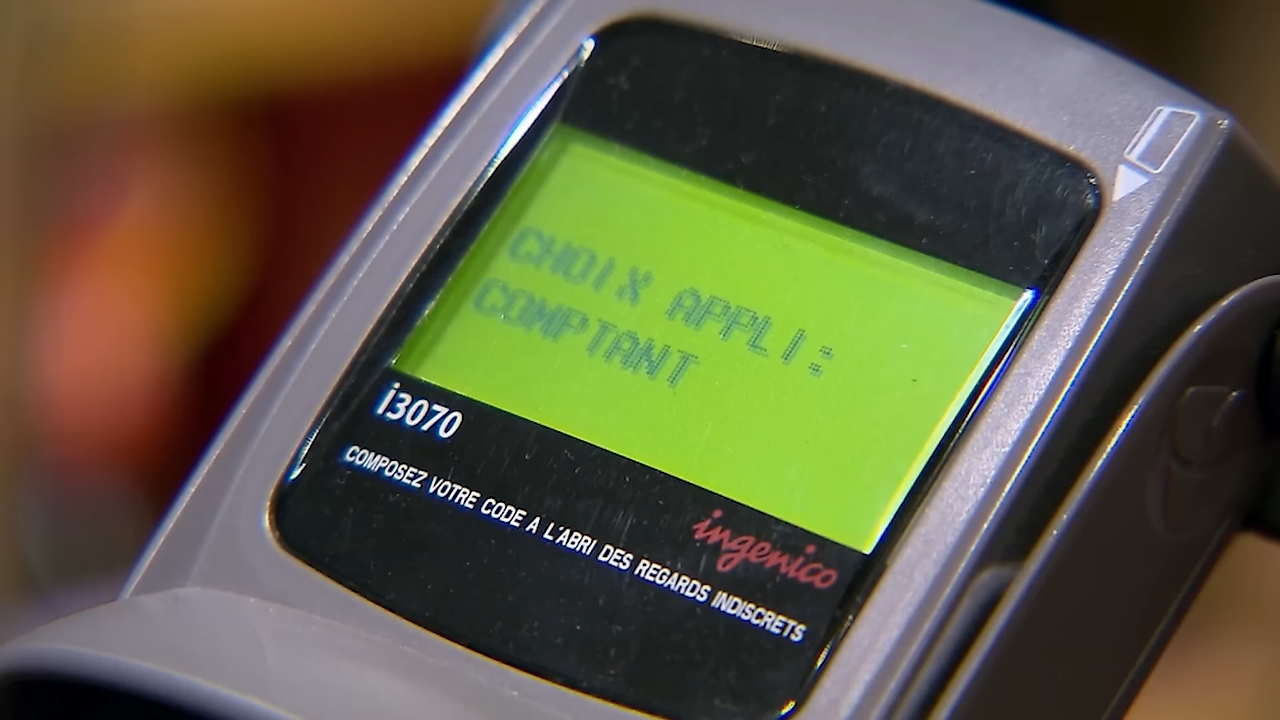 CHOIX APPLI:
COMPTANT
i3070
ingenico
COMPOSEZ VOTRE CODE A L'ABRI DES REGARDS INDISCRETS